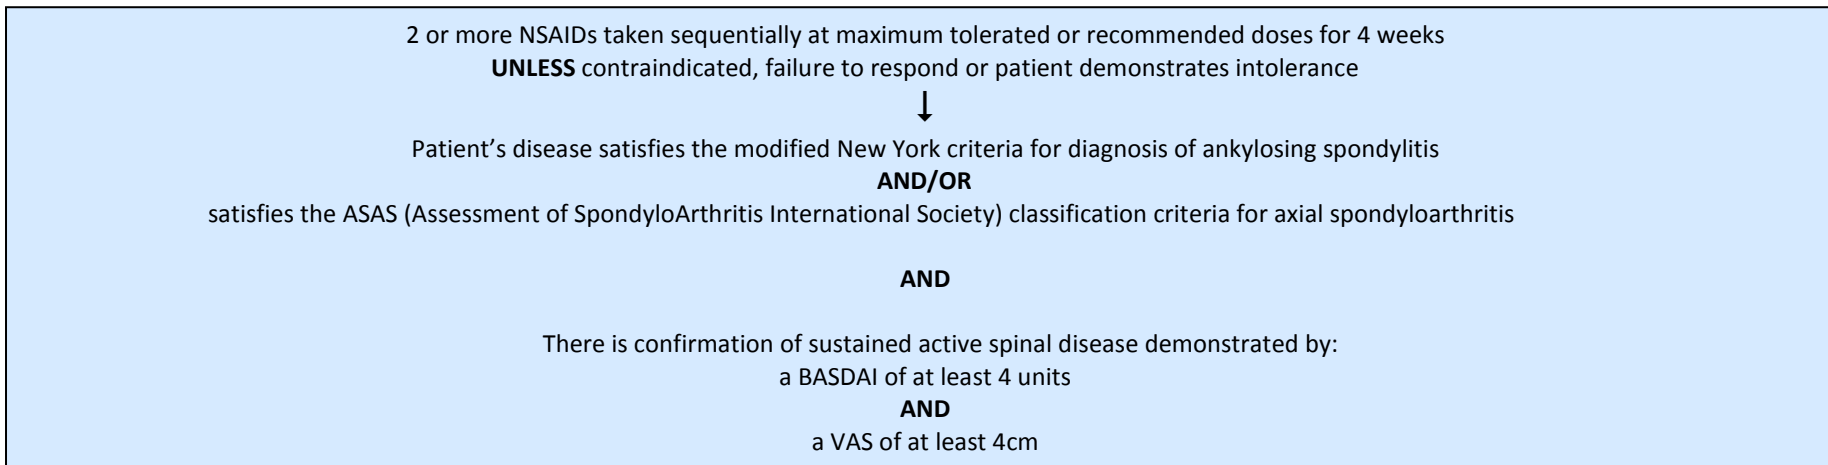 2 or more NSAIDs taken sequentially at maximum tolerated or recommended doses for 4 weeks
UNLESS contraindicated, failure to respond or patient demonstrates intolerance
↓
Patient’s disease satisfies the modified New York criteria for diagnosis of ankylosing spondylitis
AND/OR
satisfies the ASAS (Assessment of SpondyloArthritis International Society) classification criteria for axial spondyloarthritis
AND
There is confirmation of sustained active spinal disease demonstrated by:
a BASDAI of at least 4 units
AND
a VAS of at least 4cm